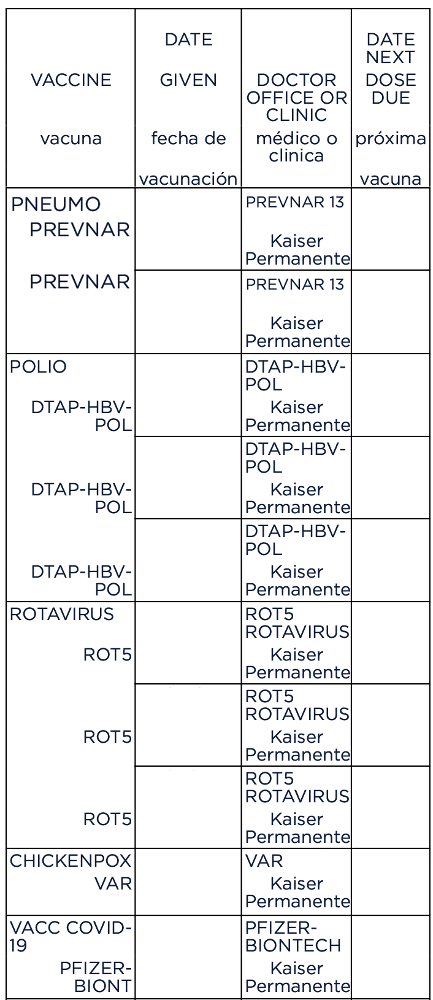 VACCINE
vacuna
DATE
GIVEN
fecha de
vacunación
DOCTOR
OFFICE OR
CLINIC
médico o
clinica
DATE
NEXT
DOSE
DUE
próxima
vacuna
PNEUMO
PREVNAR
PREVNAR 13
Kaiser
Permanente
PREVNAR
PREVNAR 13
Kaiser
Permanente
POLIO
DTAP-HBV-
POL
DTAP-HBV-
POL
Kaiser
Permanente
DTAP-HBV-
POL
DTAP-HBV-
POL
Kaiser
Permanente
DTAP-HBV-
POL
DTAP-HBV-
POL
Kaiser
Permanente
ROTAVIRUS
ROT5
ROT5
ROTAVIRUS
Kaiser
Permanente
ROT5
ROT5
ROTAVIRUS
Kaiser
Permanente
ROT5
ROT5
ROTAVIRUS
Kaiser
Permanente
CHICKENPOX
VAR
VAR
Kaiser
Permanente
VACC COVID-
19
PFIZER-
BIONT
PFIZER-
BIONTECH
Kaiser
Permanente